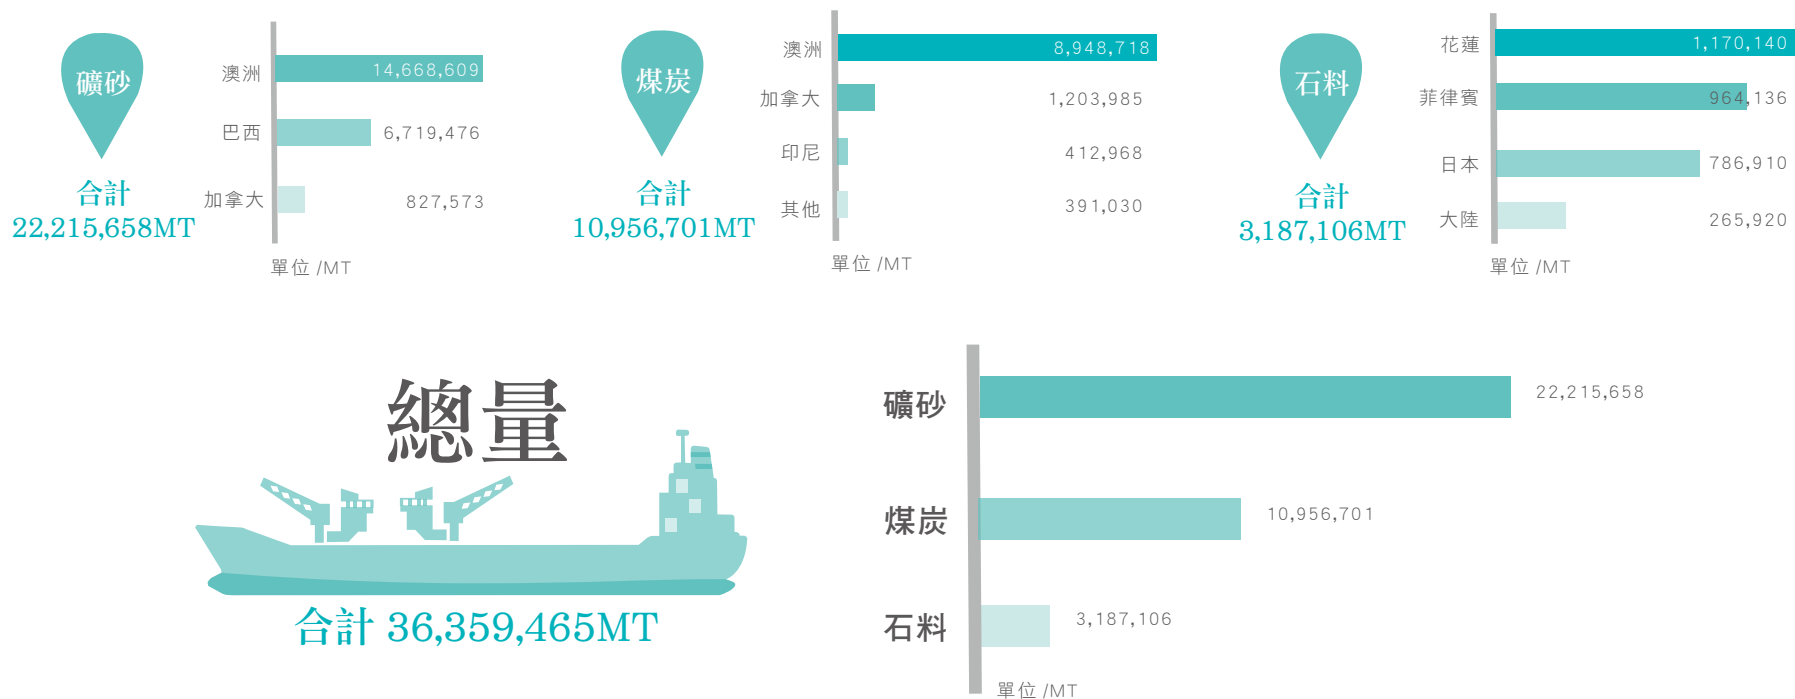 礦砂
合計
22,215,658MT
澳洲 14,668,609
巴西 6,719,476
加拿大 827,573
單位 /MT
煤炭
合計
10,956,701MT
澳洲 8,948,718
加拿大 1,203,985
印尼 412,968
其他 391,030
單位 /MT
石料
合計
3,187,106MT
花蓮 1,170,140
菲律賓 964,136
日本 786,910
大陸 265,920
單位 /MT
總量
合計 36,359,465MT
礦砂 22,215,658
煤炭 10,956,701
石料 3,187,106
單位 /MT